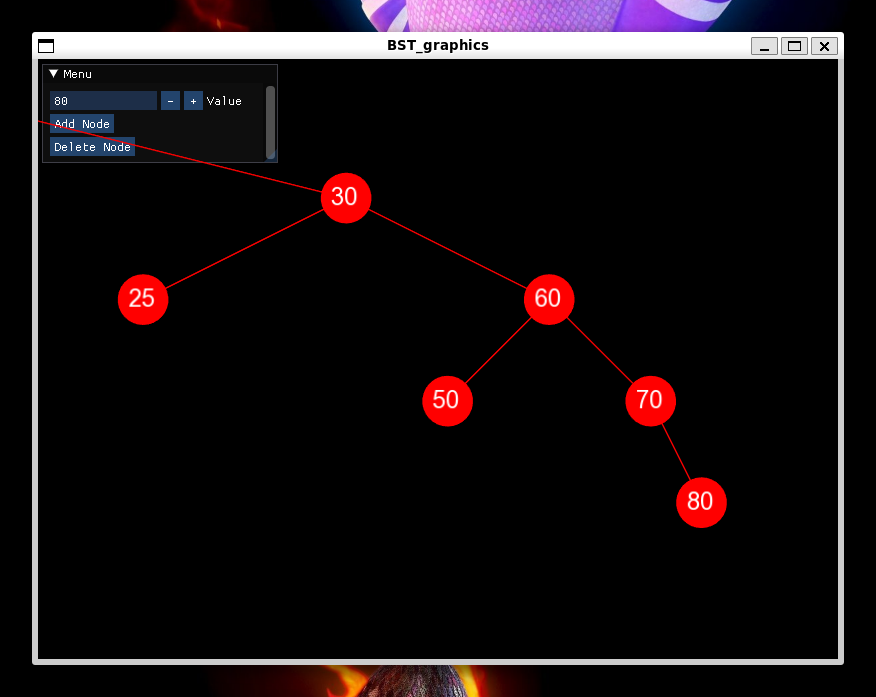 BST_graphics
Menu
80 - + Value
Add Node
Delete Node
30
25
60
50
70
80